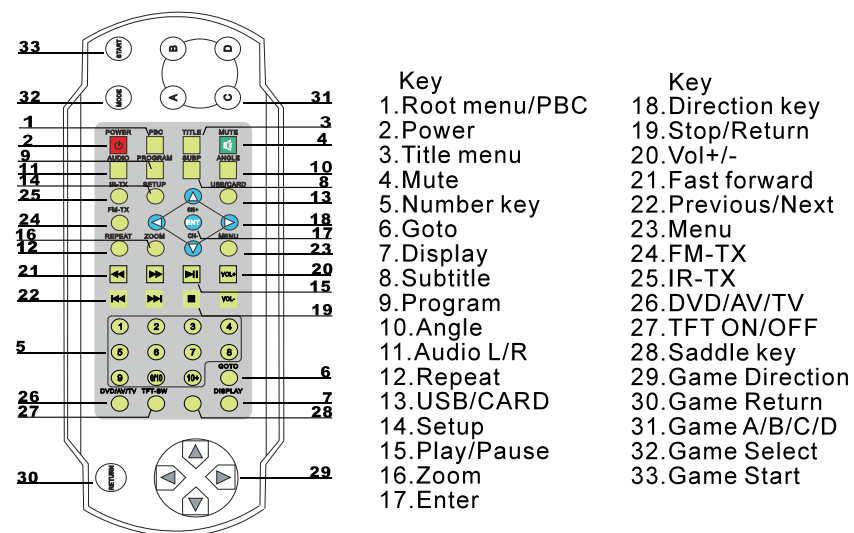 33
START
B
D
32
MODE
A
C
31
1
POWER
PBC
TITLE
MUTE
3
2
4
9
AUDIO
PROGRAM
SUBP
ANGLE
11
10
14
IR-TX
SETUP
USB/CARD
8
25
13
FM-TX
CH+
24
ENT
18
16
REPEAT
ZOOM
CH-
MENU
17
12
23
21
VOL+
20
15
22
VOL-
19
1
2
3
4
5
5
6
7
8
GOTO
9
0/10
10+
6
26
DVD/AV/TV
TFT-SW
DISPLAY
7
27
28
30
RETURN
29
Key
1.Root menu/PBC
2.Power
3.Title menu
4.Mute
5.Number key
6.Goto
7.Display
8.Subtitle
9.Program
10.Angle
11.Audio L/R
12.Repeat
13.USB/CARD
14.Setup
15.Play/Pause
16.Zoom
17.Enter
Key
18.Direction key
19.Stop/Return
20.Vol+/-
21.Fast forward
22.Previous/Next
23.Menu
24.FM-TX
25.IR-TX
26.DVD/AV/TV
27.TFT ON/OFF
28.Saddle key
29.Game Direction
30.Game Return
31.Game A/B/C/D
32.Game Select
33.Game Start